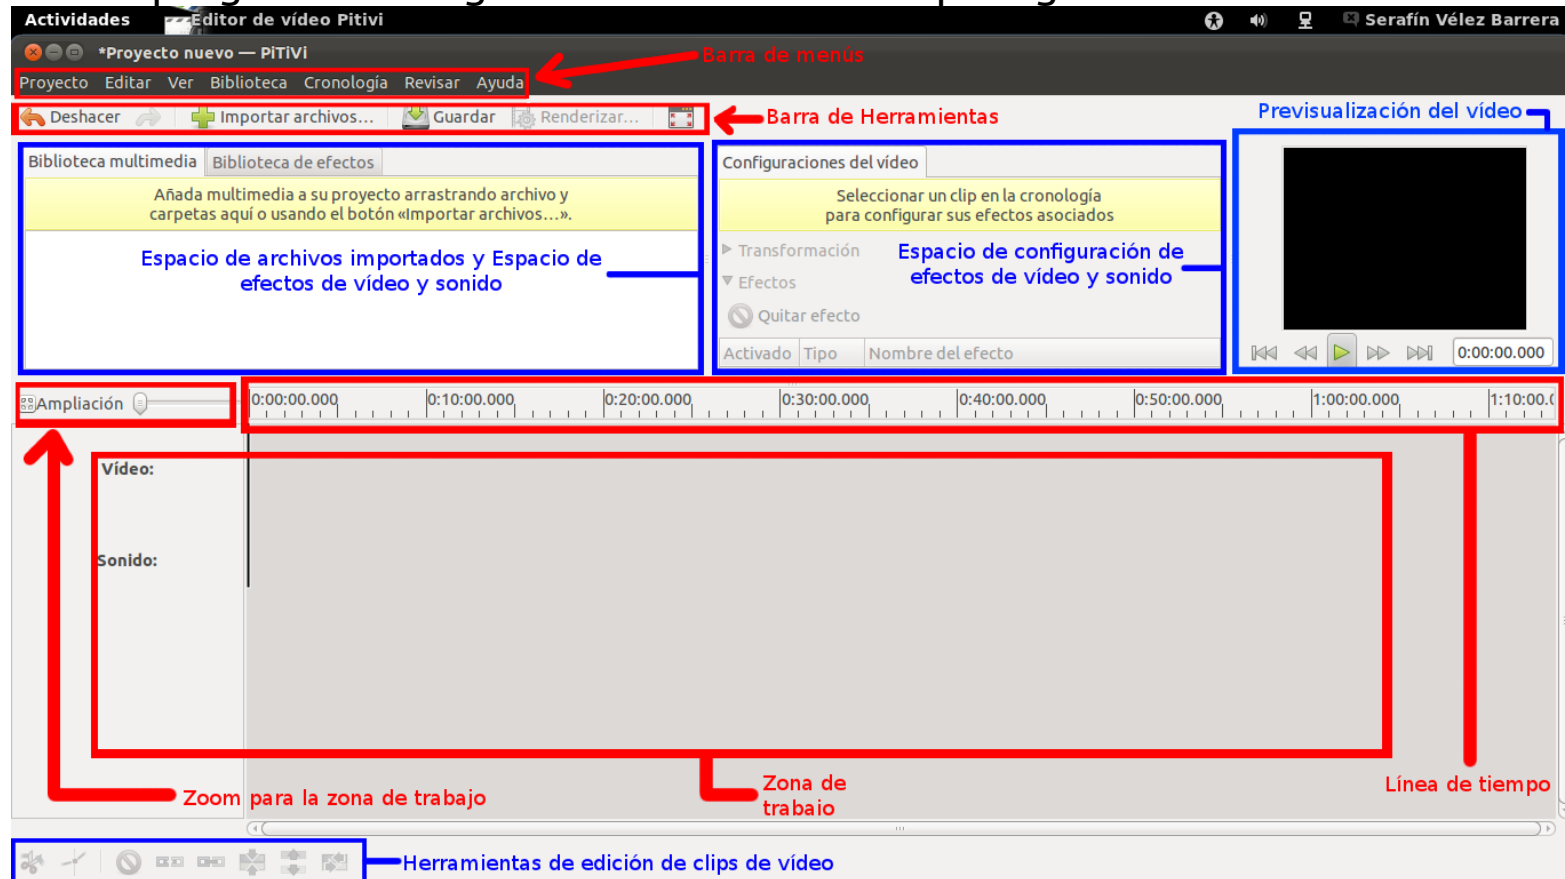 Actividades Editor de vídeo Pitivi Serafín Vélez Barrera
*Proyecto nuevo — PiTiVi
Barra de menús
Proyecto Editar Ver Biblioteca Cronología Revisar Ayuda
Deshacer Importar archivos... Guardar Renderizar...
Barra de Herramientas
Previsualización del vídeo
Biblioteca multimedia Biblioteca de efectos
Añada multimedia a su proyecto arrastrando archivo y
carpetas aquí o usando el botón «Importar archivos...».
Espacio de archivos importados y Espacio de
efectos de vídeo y sonido
Configuraciones del vídeo
Seleccionar un clip en la cronología
para configurar sus efectos asociados
Transformación
Efectos
Quitar efecto
Activado Tipo Nombre del efecto
Espacio de configuración de
efectos de vídeo y sonido
0:00:00.000
Ampliación
0:00:00.000 0:10:00.000 0:20:00.000 0:30:00.000 0:40:00.000 0:50:00.000 1:00:00.000 1:10:00.0
Vídeo:
Sonido:
Zoom para la zona de trabajo
Zona de
trabaio
Línea de tiempo
Herramientas de edición de clips de vídeo